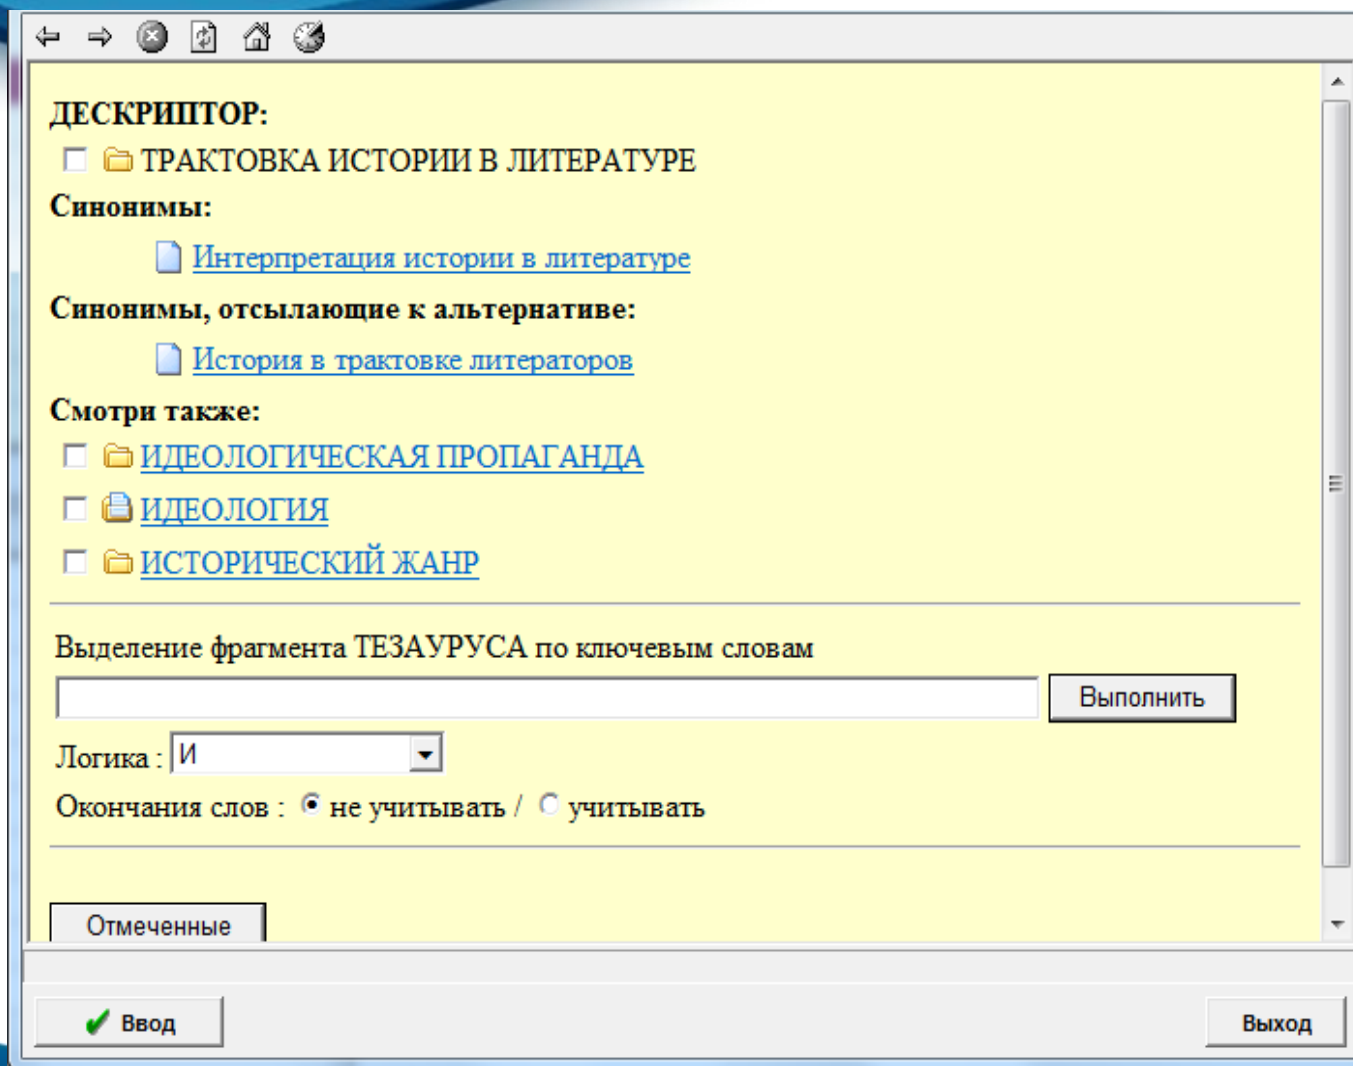 ДЕСКРИПТОР:
ТРАКТОВКА ИСТОРИИ В ЛИТЕРАТУРЕ
Синонимы:
Интерпретация истории в литературе
Синонимы, отсылающие к альтернативе:
История в трактовке литераторов
Смотри также:
ИДЕОЛОГИЧЕСКАЯ ПРОПАГАНДА
ИДЕОЛОГИЯ
ИСТОРИЧЕСКИЙ ЖАНР
Выделение фрагмента ТЕЗАУРУСА по ключевым словам
Выполнить
Логика : И
Окончания слов : не учитывать / учитывать
Отмеченные
Ввод Выход